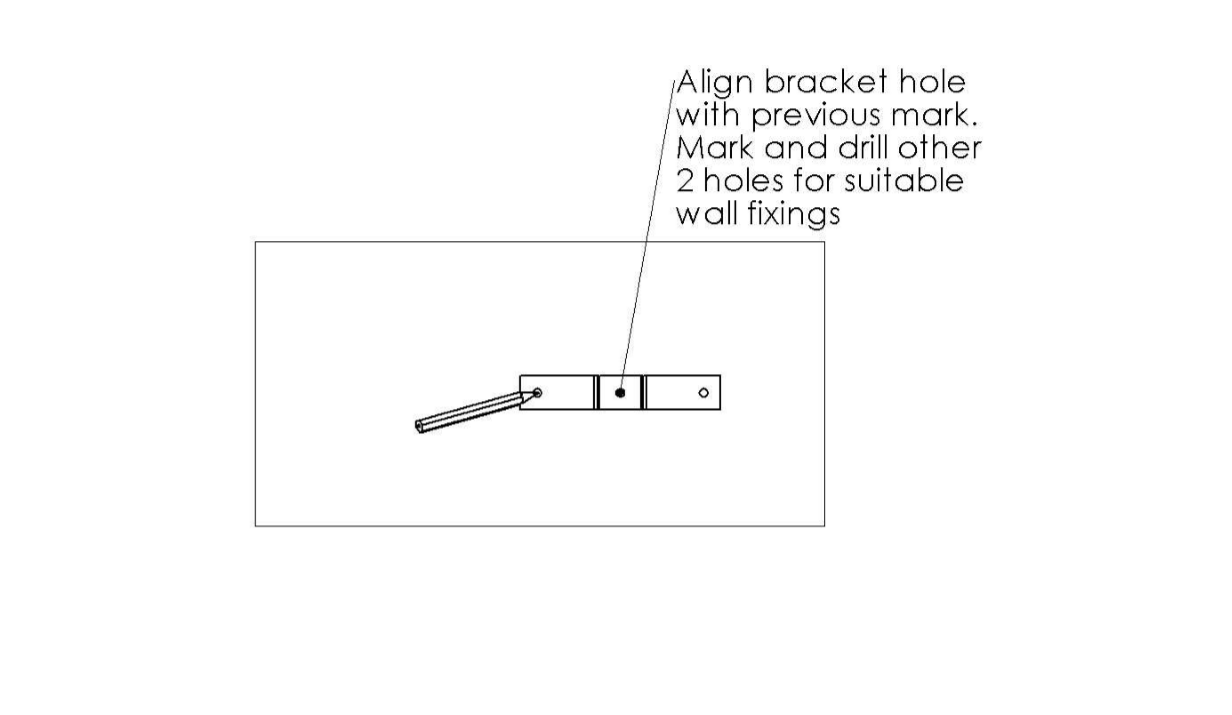 Align bracket hole
with previous mark.
Mark and drill other
2 holes for suitable
wall fixings